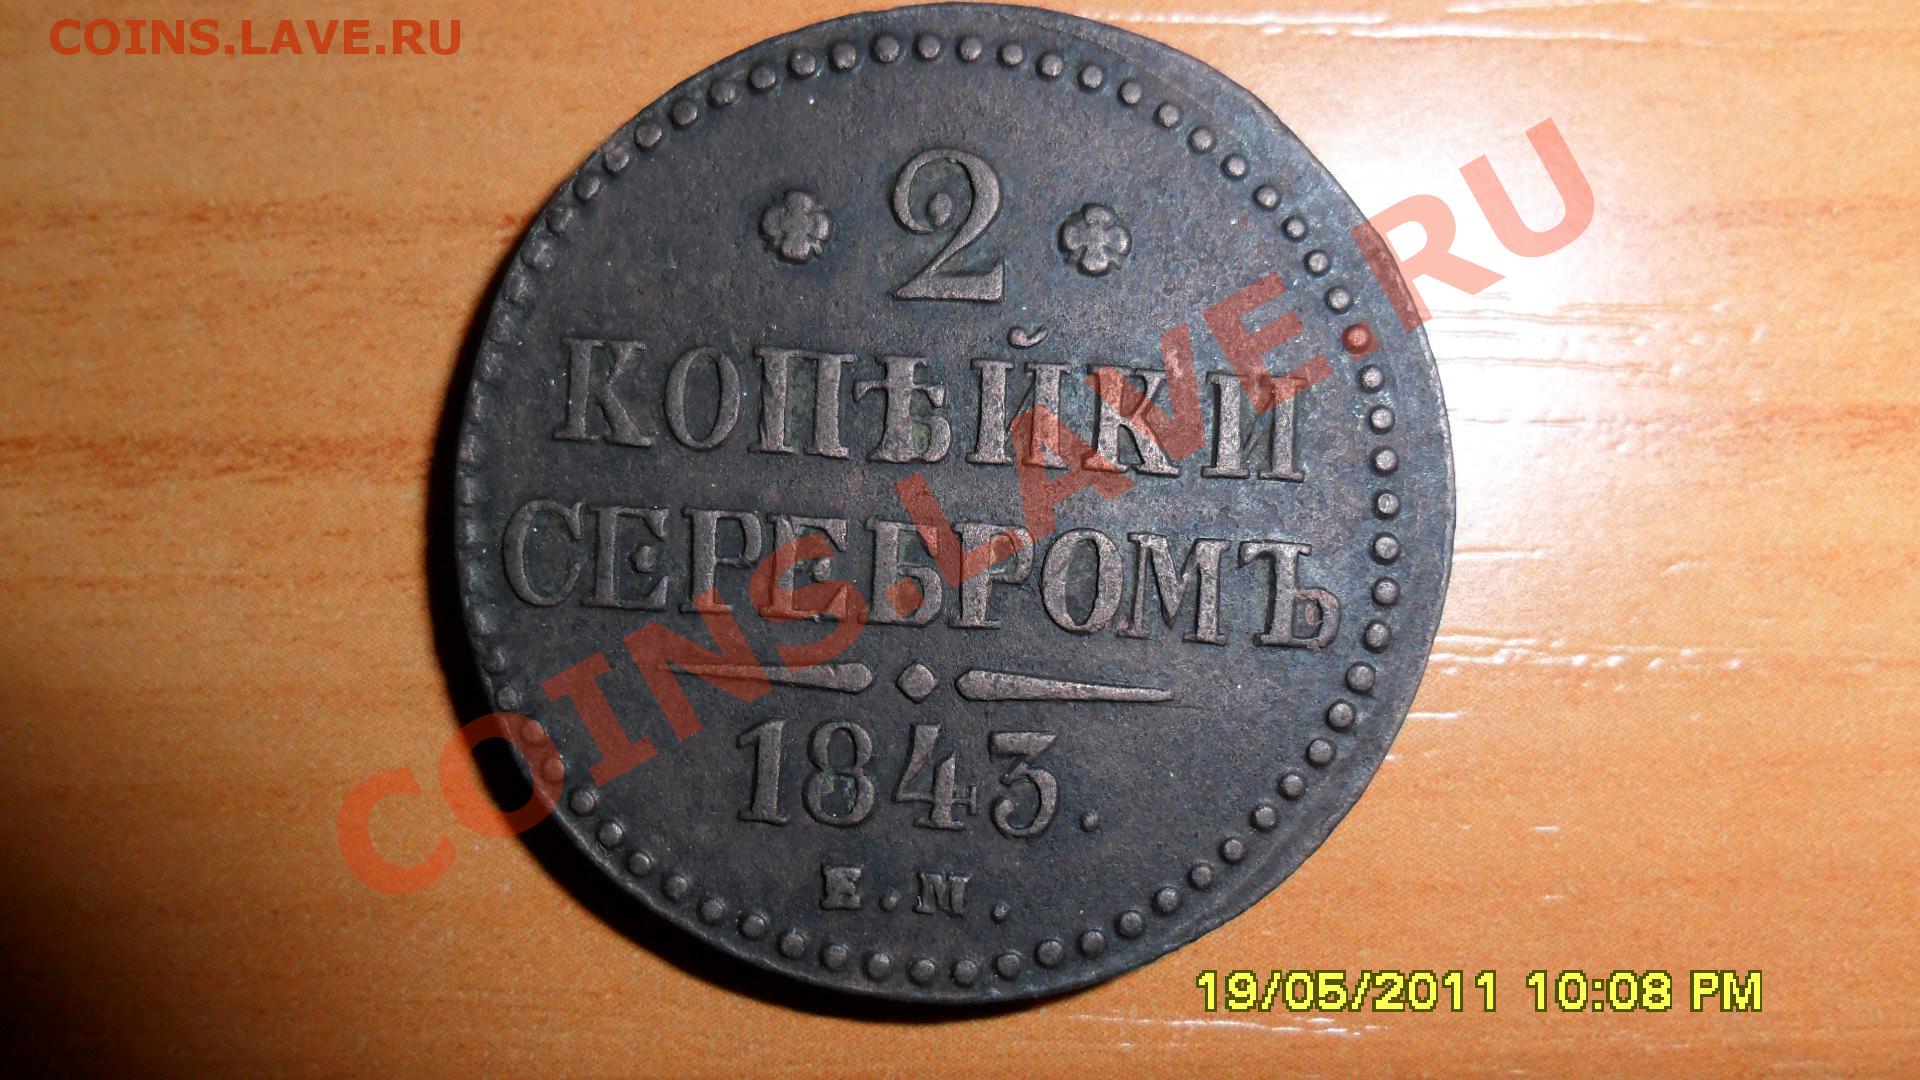 COINS.LAVE.RU
2
КОПѢЙКИ
СЕРЕБРОМЪ
1843.
Е.М.
COINS.LAVE.RU
19/05/2011 10:08 PM